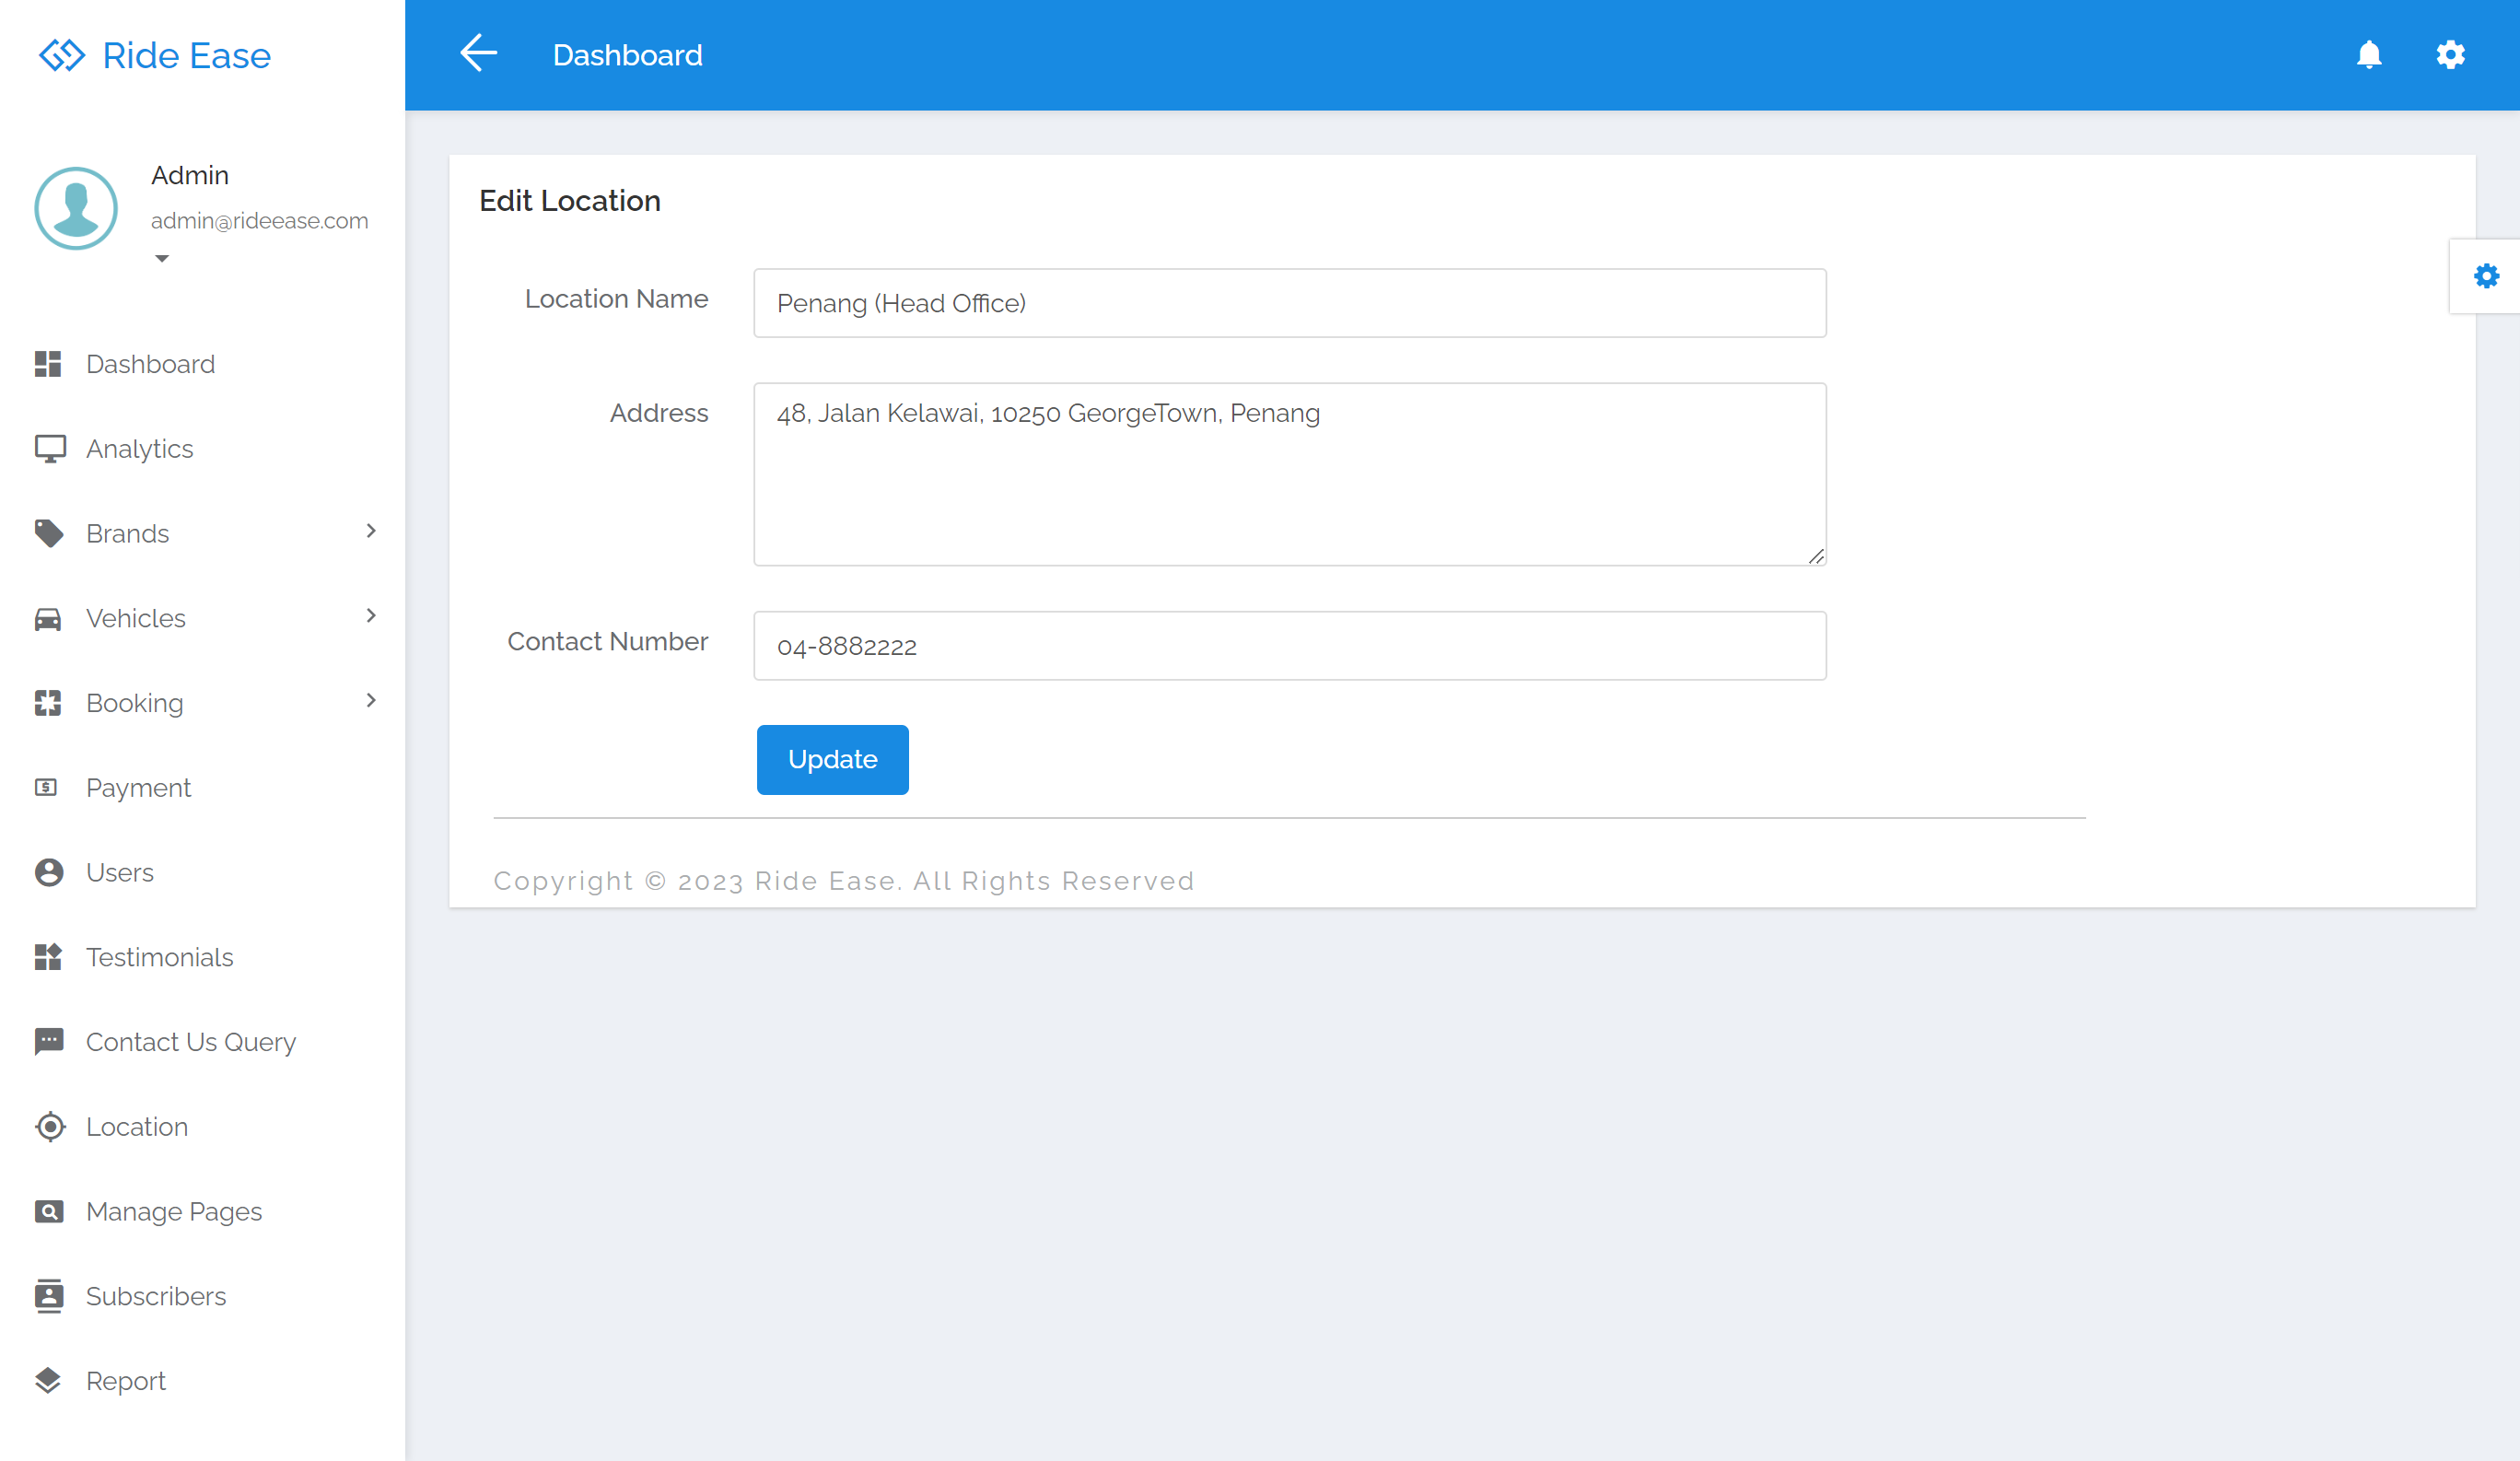 Ride Ease
Dashboard
Admin
admin@rideease.com
Dashboard
Analytics
Brands
Vehicles
Booking
Payment
Users
Testimonials
Contact Us Query
Location
Manage Pages
Subscribers
Report
Edit Location
Location Name
Penang (Head Office)
Address
48, Jalan Kelawai, 10250 GeorgeTown, Penang
Contact Number
04-8882222
Update
Copyright © 2023 Ride Ease. All Rights Reserved